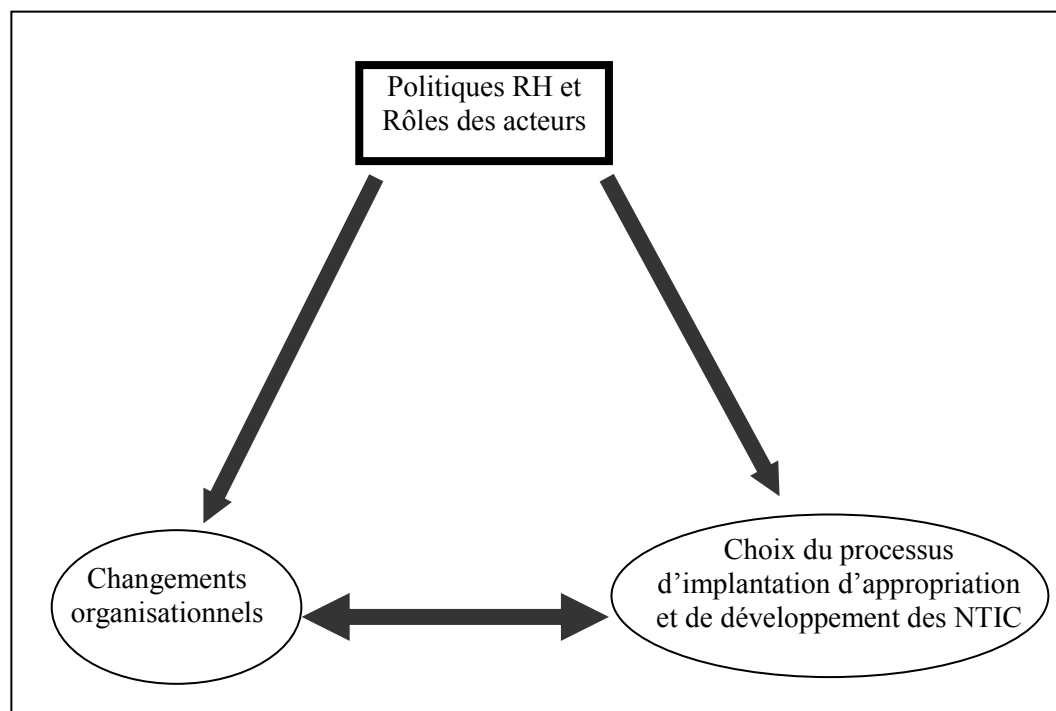 Politiques RH et
Rôles des acteurs
Changements
organisationnels
Choix du processus
d’implantation d’appropriation
et de développement des NTIC